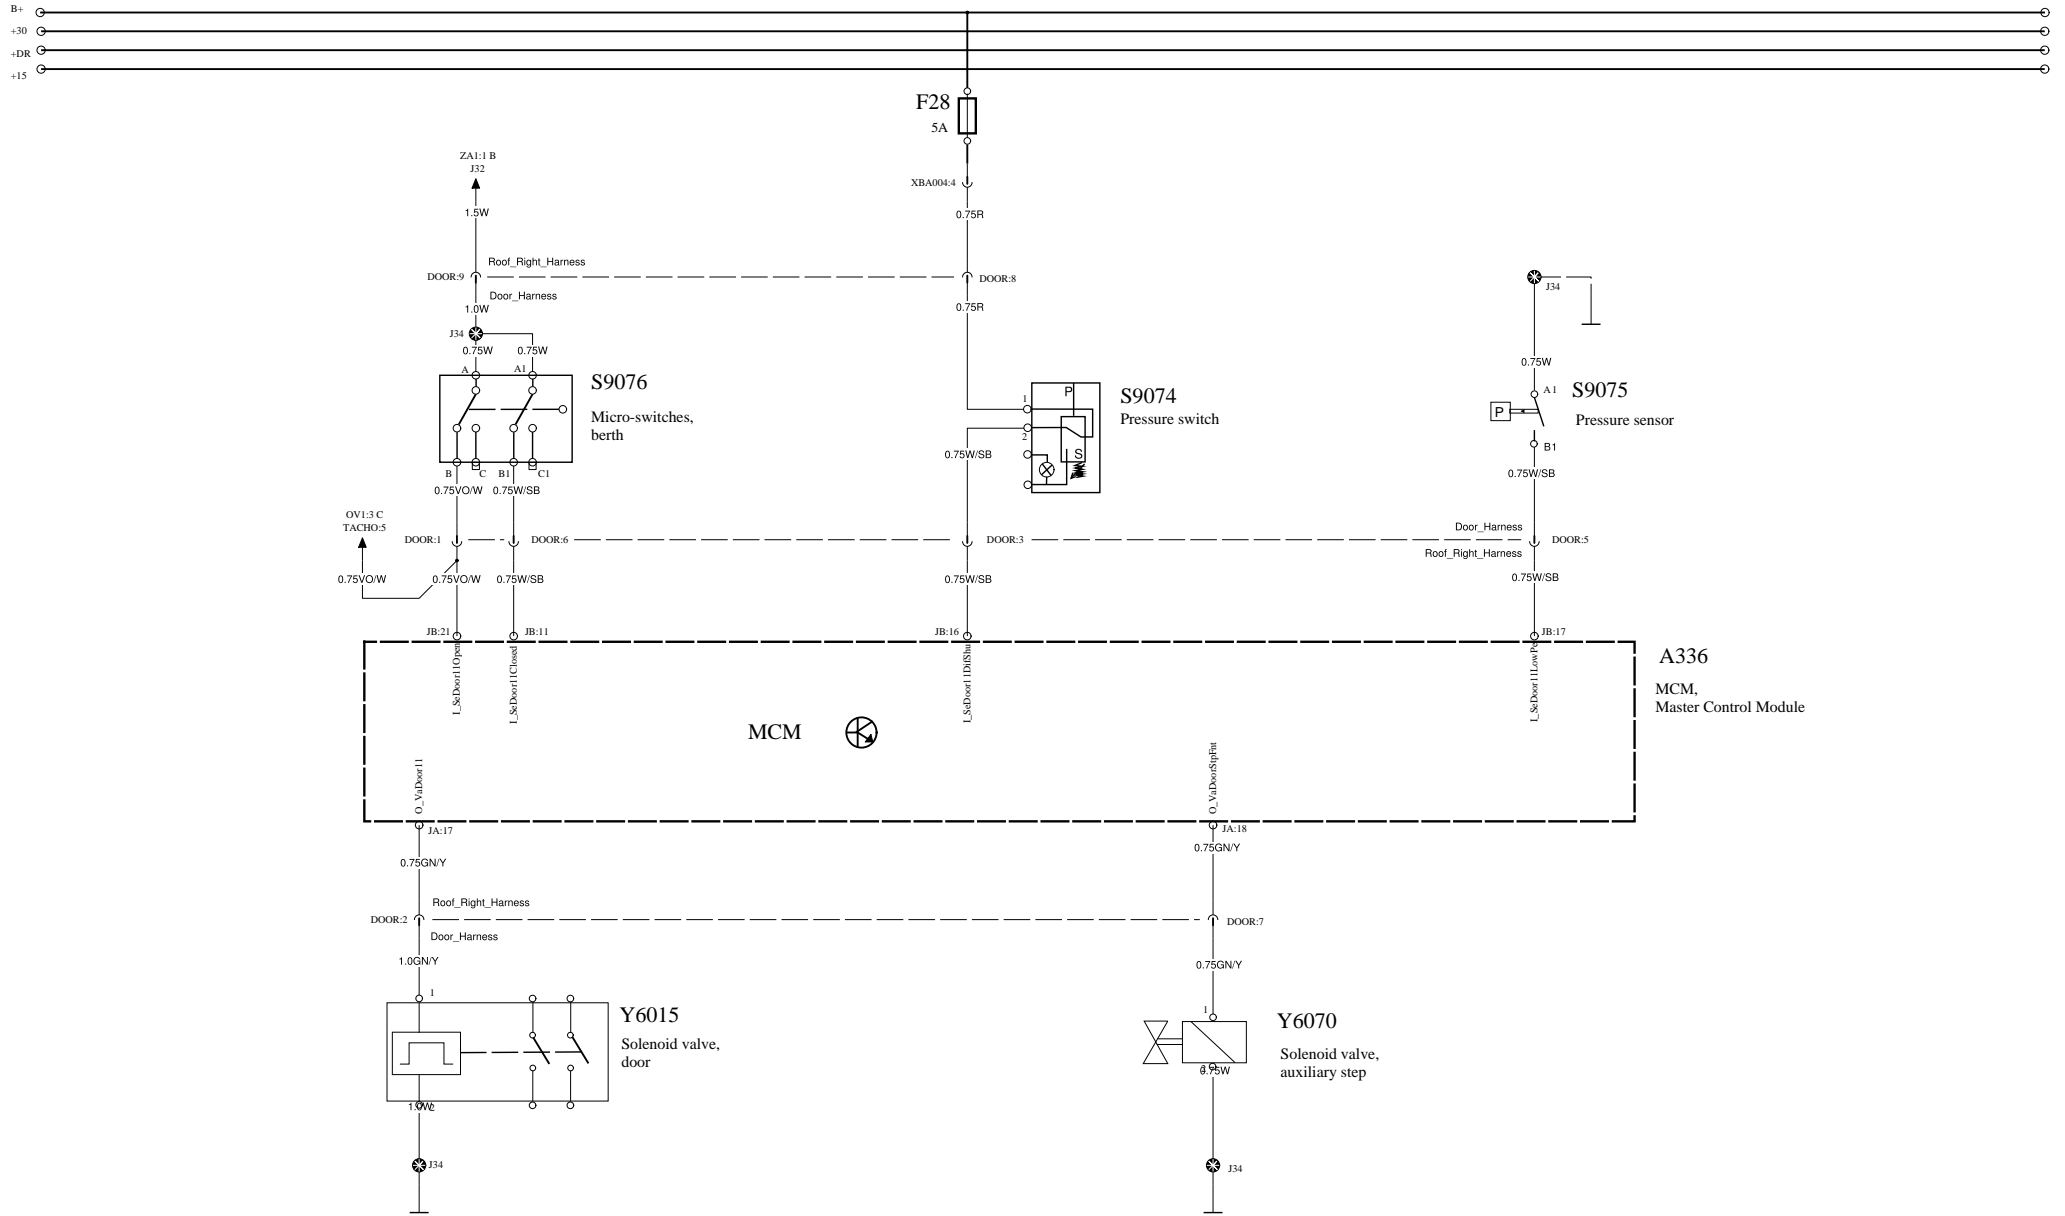 B+
+30
+DR
+15
F28
5A
ZA1:1 B
J32
XBA004:4
1.5W
0.75R
Roof_Right_Harness
DOOR:9
DOOR:8
Door_Harness
1.0W
0.75R
J34
J34
0.75W
0.75W
0.75W
A
A1
S9076
Micro-switches,
berth
B
C
B1
C1
1
2
P
S
S9074
Pressure switch
A1
P
S9075
Pressure sensor
B1
0.75VO/W
0.75W/SB
0.75W/SB
0.75W/SB
OV1:3 C
TACHO:5
DOOR:1
DOOR:6
DOOR:3
Door_Harness
Roof_Right_Harness
DOOR:5
0.75VO/W
0.75VO/W
0.75W/SB
0.75W/SB
0.75W/SB
JB:21
JB:11
JB:16
JB:17
I_SeDoor11Open
I_SeDoor11Closed
I_SeDoor11DifShu
I_SeDoor11LowPe
A336
MCM,
Master Control Module
MCM
O_VaDoor11
O_VaDoorStpFnt
JA:17
JA:18
0.75GN/Y
0.75GN/Y
Roof_Right_Harness
DOOR:2
DOOR:7
Door_Harness
1.0GN/Y
0.75GN/Y
1
Y6015
Solenoid valve,
door
1.0W
2
1
Y6070
Solenoid valve,
auxiliary step
0.75W
J34
J34